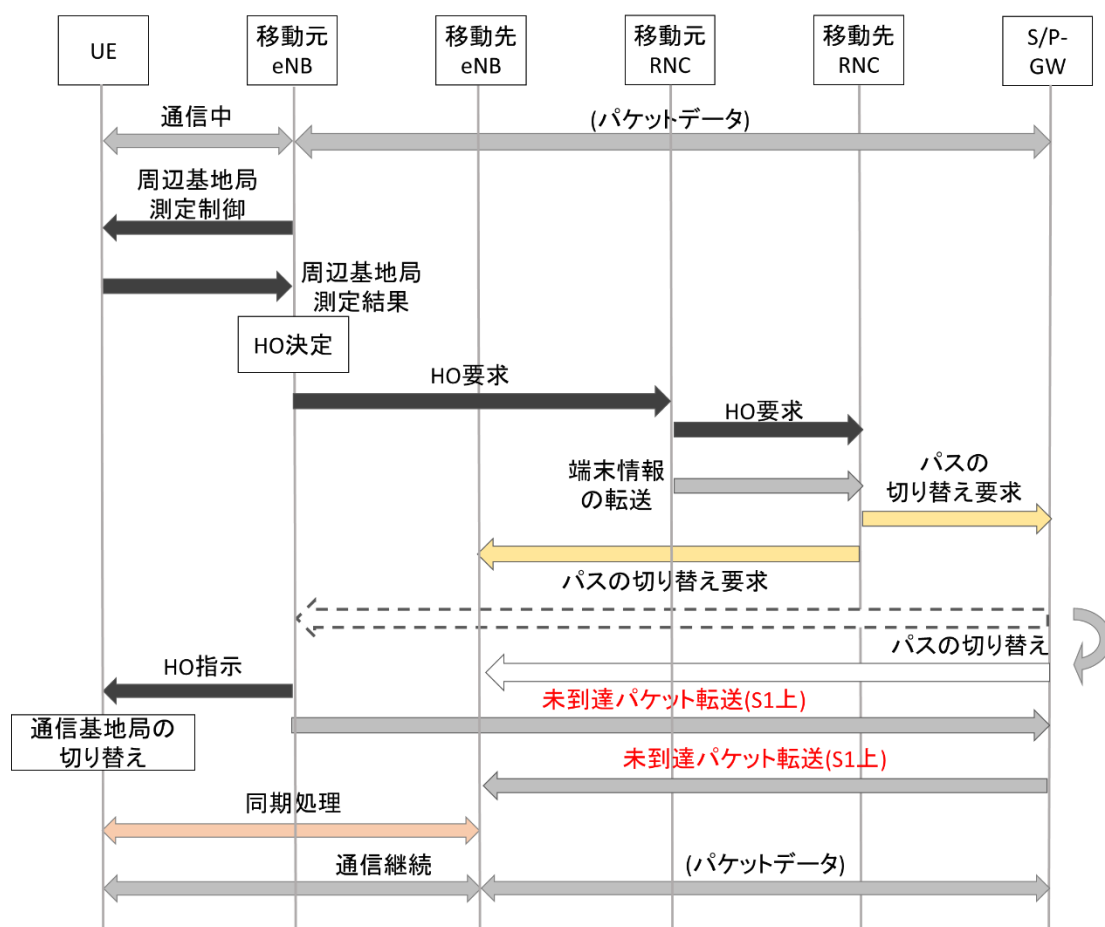 UE
移動元
eNB
移動先
eNB
移動元
RNC
移動先
RNC
S/P-
GW
通信中
(パケットデータ)
周辺基地局
測定制御
周辺基地局
測定結果
HO決定
HO要求
HO要求
端末情報
の転送
パスの
切り替え要求
パスの切り替え要求
パスの切り替え
HO指示
未到達パケット転送(S1上)
通信基地局の
切り替え
未到達パケット転送(S1上)
同期処理
通信継続
(パケットデータ)